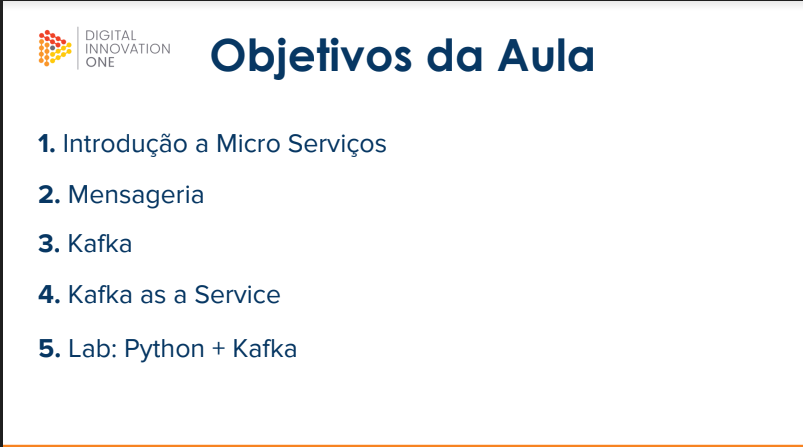 DIGITAL
INNOVATION
ONE
Objetivos da Aula
1. Introdução a Micro Serviços
2. Mensageria
3. Kafka
4. Kafka as a Service
5. Lab: Python + Kafka